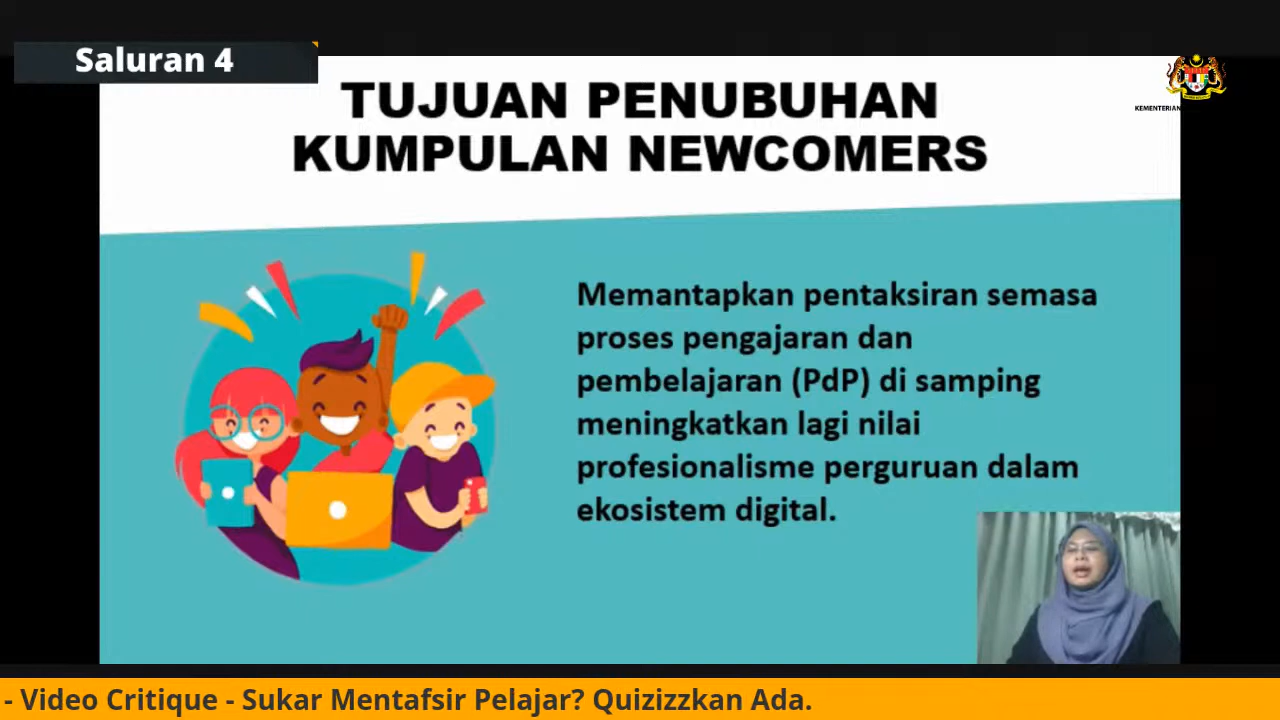 Saluran 4
KEMENTERIAN
TUJUAN PENUBUHAN
KUMPULAN NEWCOMERS
Memantapkan pentaksiran semasa
proses pengajaran dan
pembelajaran (PdP) di samping
meningkatkan lagi nilai
profesionalisme perguruan dalam
ekosistem digital.
- Video Critique - Sukar Mentafsir Pelajar? Quizizzkan Ada.